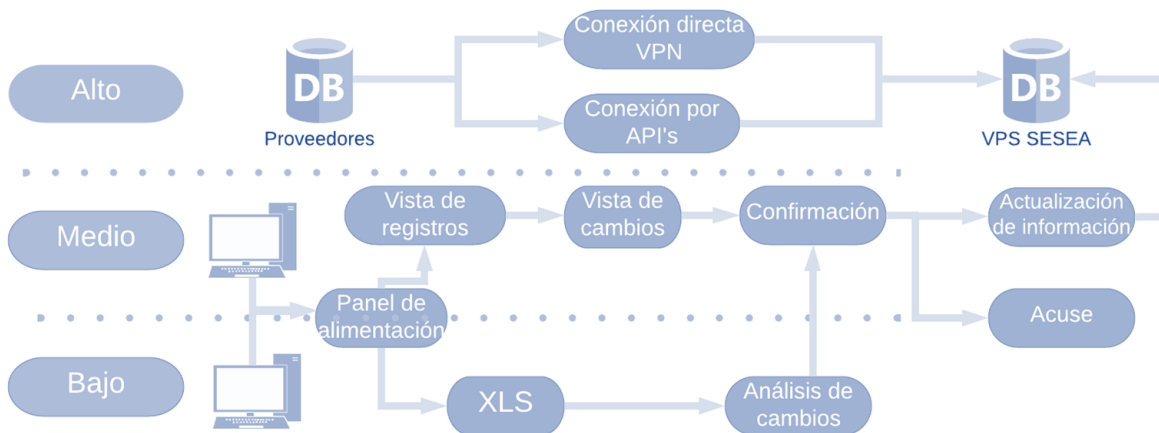 Alto
DB
Proveedores
Conexión directa
VPN
Conexión por
API's
DB
VPS SESEA
Medio
Vista de
registros
Vista de
cambios
Confirmación
Actualización
de información
Panel de
alimentación
Acuse
Bajo
XLS
Análisis de
cambios